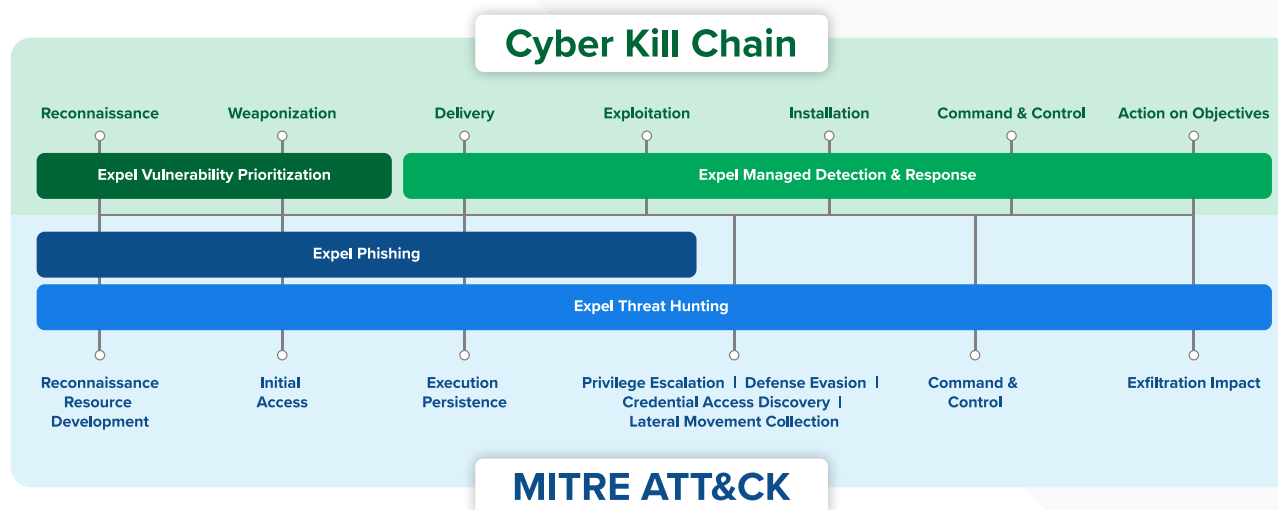 Cyber Kill Chain
Reconnaissance
Weaponization
Delivery
Exploitation
Installation
Command & Control
Action on Objectives
Expel Vulnerability Prioritization
Expel Managed Detection & Response
Expel Phishing
Expel Threat Hunting
Reconnaissance
Resource
Development
Initial
Access
Execution
Persistence
Privilege Escalation | Defense Evasion |
Credential Access Discovery |
Lateral Movement Collection
Command &
Control
Exfiltration Impact
MITRE ATT&CK